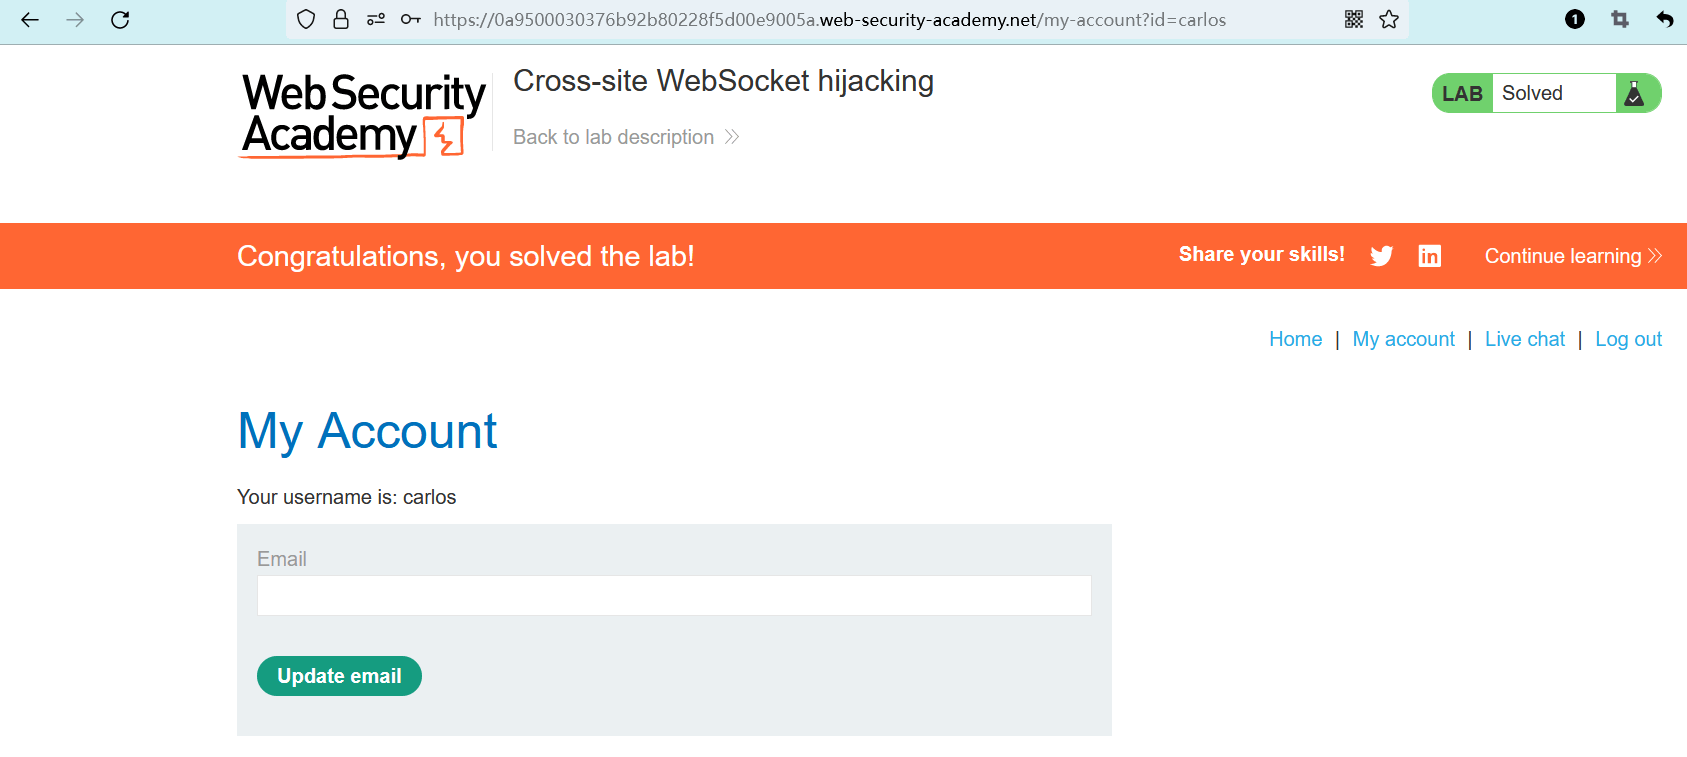 https://0a9500030376b92b80228f5d00e9005a.web-security-academy.net/my-account?id=carlos
1
Web Security
Academy
Cross-site WebSocket hijacking
Back to lab description
LAB Solved
Congratulations, you solved the lab!
Share your skills!
in
Continue learning
Home | My account | Live chat | Log out
My Account
Your username is: carlos
Email
Update email